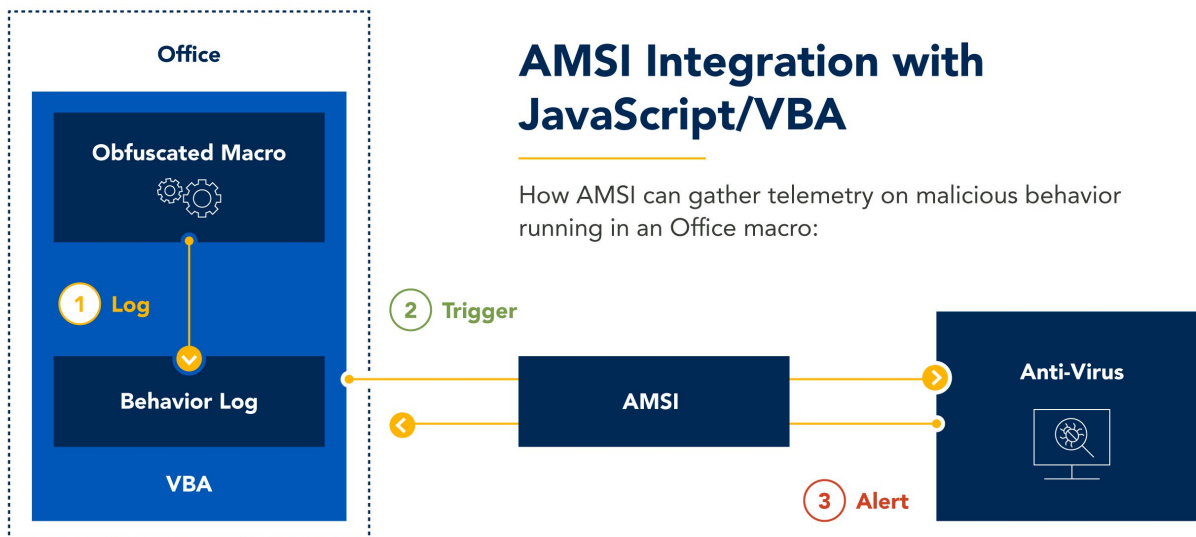 Office
Obfuscated Macro
1 Log
Behavior Log
VBA
AMSI Integration with
JavaScript/VBA
How AMSI can gather telemetry on malicious behavior
running in an Office macro:
2 Trigger
AMSI
Anti-Virus
3 Alert